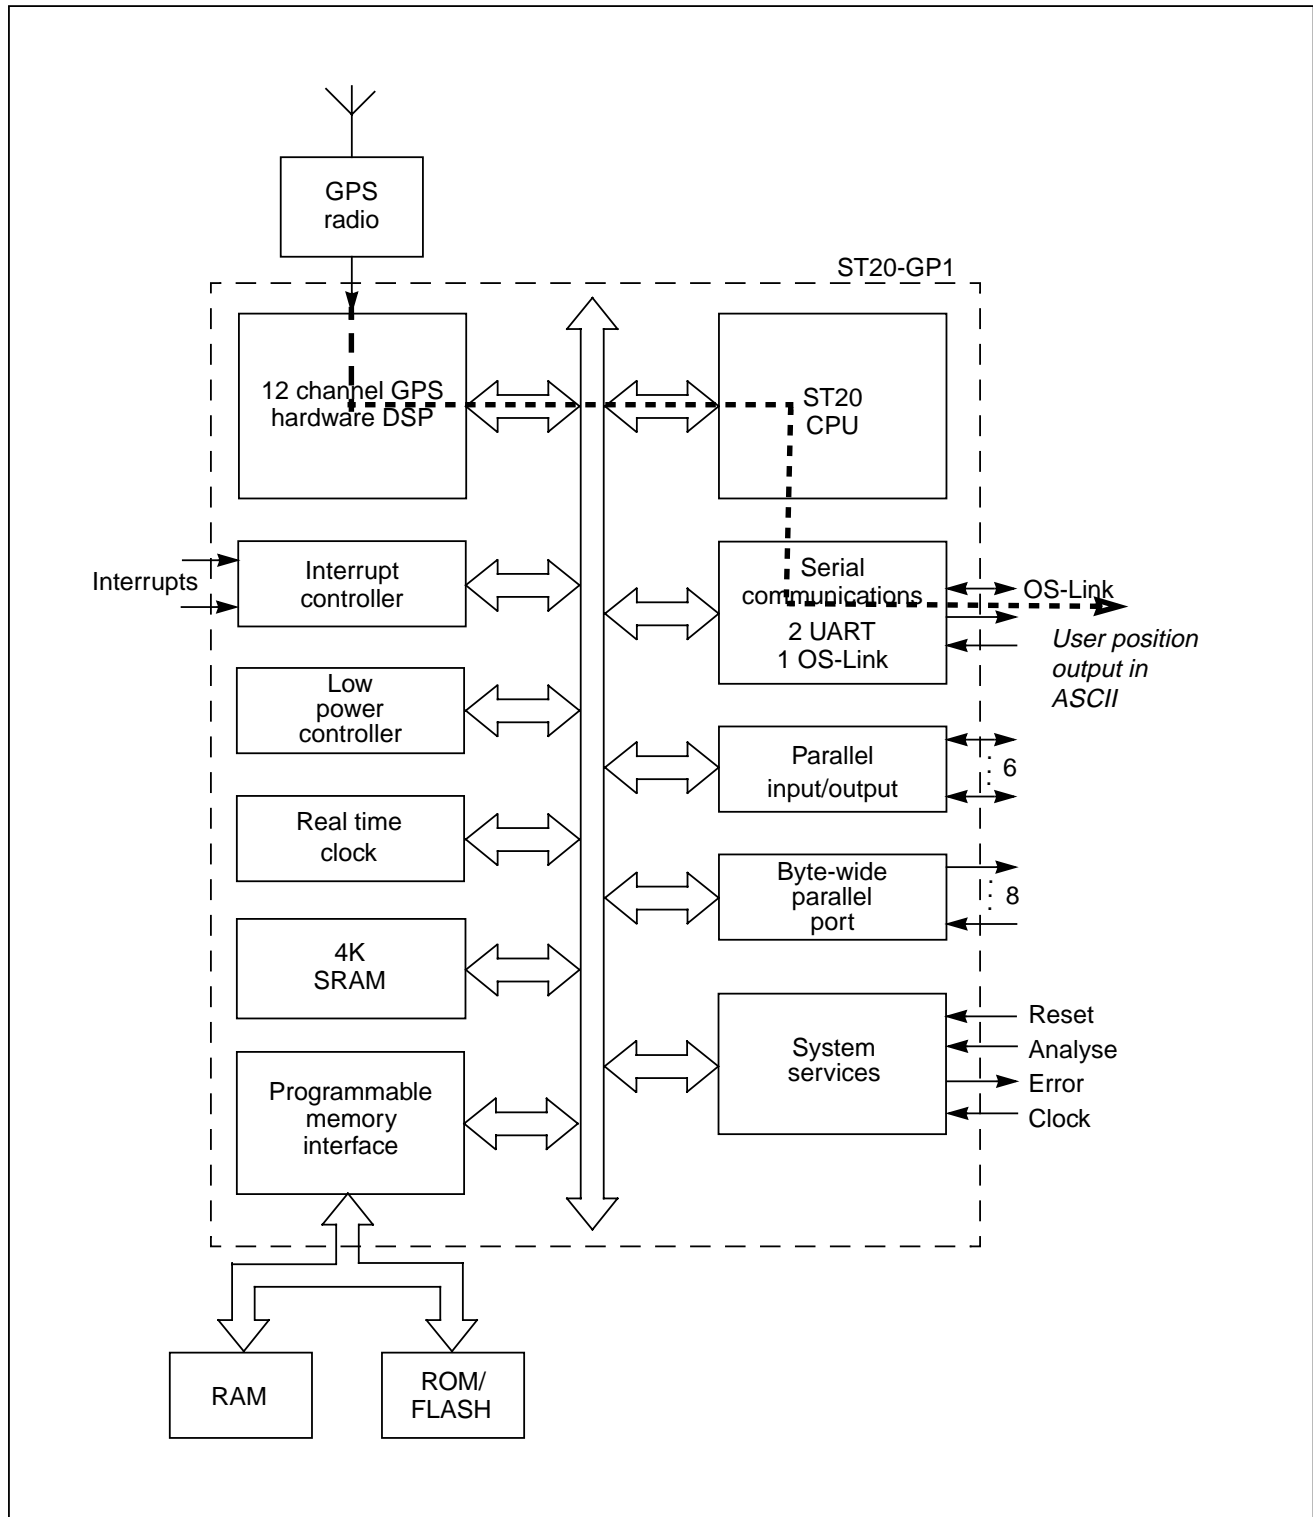 GPS
radio
ST20-GP1
12 channel GPS
hardware DSP
ST20
CPU
Interrupts
Interrupt
controller
Serial
communications
2 UART
1 OS-Link
OS-Link
User position
output in
ASCII
Low
power
controller
Parallel
input/output
6
Real time
clock
Byte-wide
parallel
port
8
4K
SRAM
System
services
Reset
Analyse
Error
Clock
Programmable
memory
interface
RAM
ROM/
FLASH